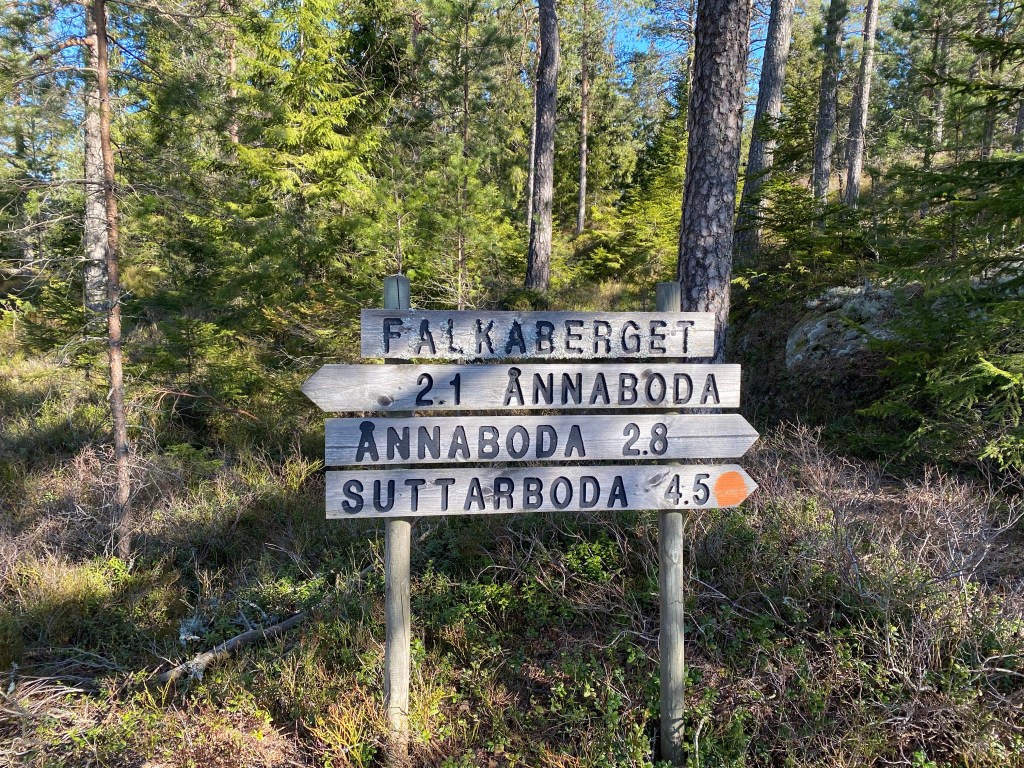 FALKABERGET
2.1 ÅNNABODA
ÅNNABODA 2.8
SUTTARBODA 4.5